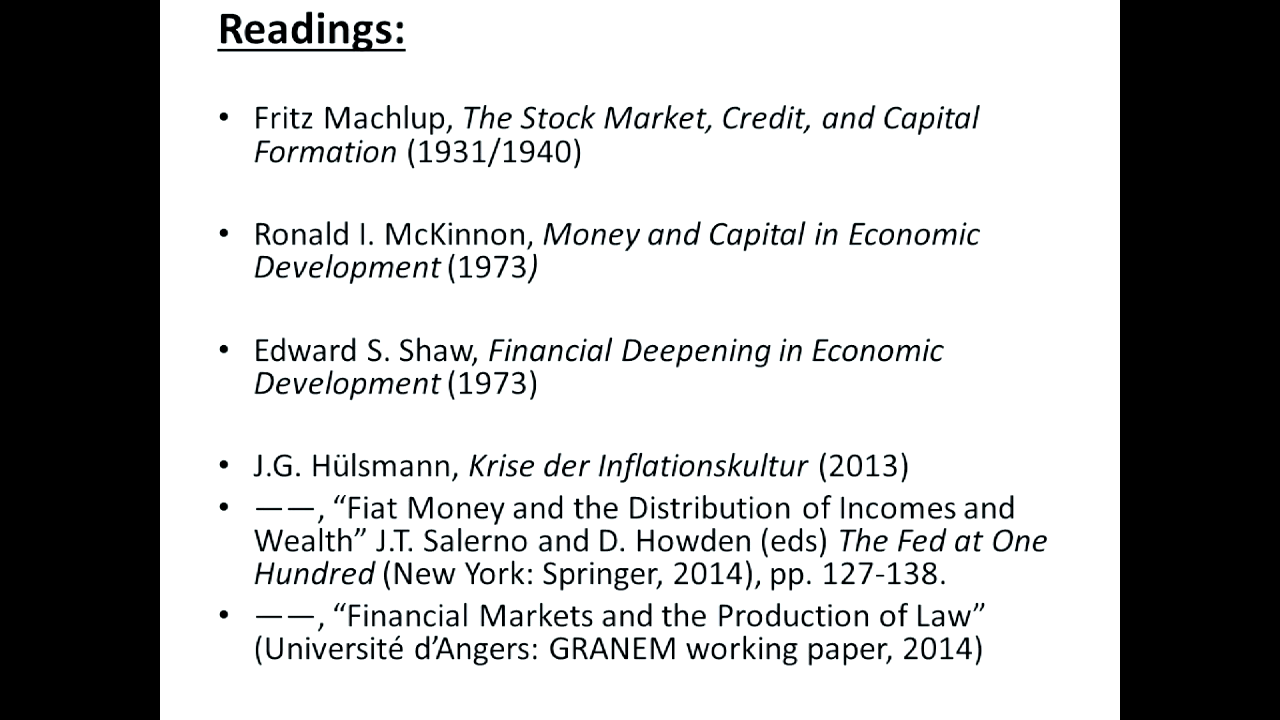 Readings:
• Fritz Machlup, The Stock Market, Credit, and Capital
Formation (1931/1940)
• Ronald I. McKinnon, Money and Capital in Economic
Development (1973)
• Edward S. Shaw, Financial Deepening in Economic
Development (1973)
• J.G. Hülsmann, Krise der Inflationskultur (2013)
• ——, “Fiat Money and the Distribution of Incomes and
Wealth” J.T. Salerno and D. Howden (eds) The Fed at One
Hundred (New York: Springer, 2014), pp. 127-138.
• ——, “Financial Markets and the Production of Law”
(Université d’Angers: GRANEM working paper, 2014)